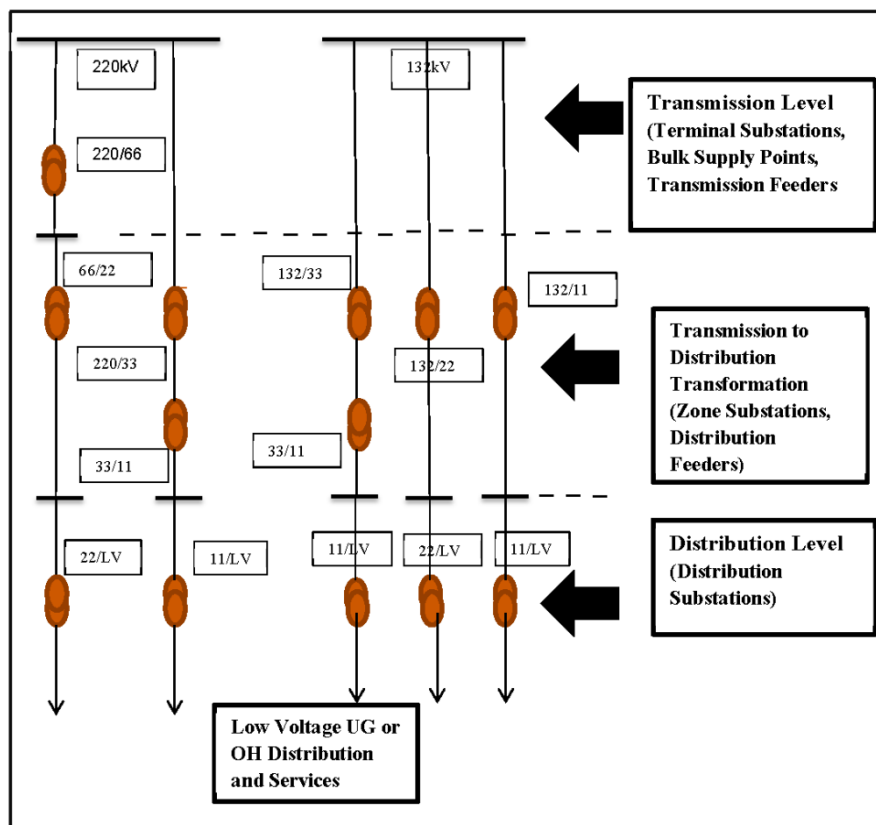 220kV
132kV
Transmission Level
(Terminal Substations,
Bulk Supply Points,
Transmission Feeders
220/66
66/22
132/33
132/11
Transmission to
Distribution
Transformation
(Zone Substations,
Distribution
Feeders)
220/33
132/22
33/11
33/11
22/LV
11/LV
11/LV
22/LV
11/LV
Distribution Level
(Distribution
Substations)
Low Voltage UG or
OH Distribution
and Services